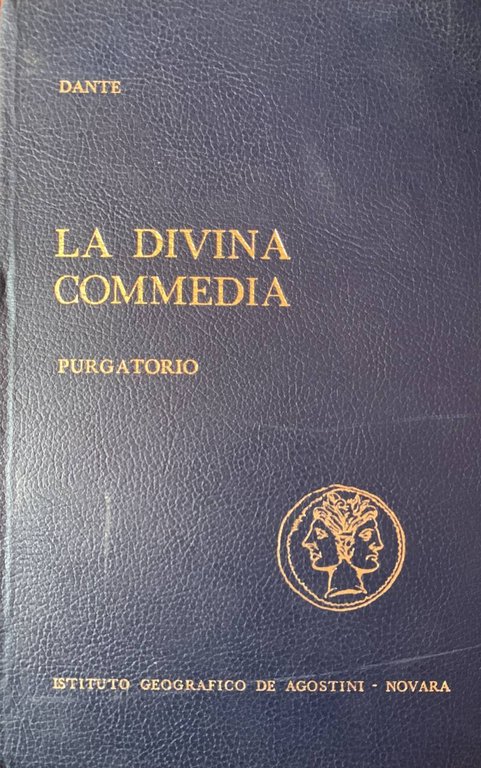 DANTE
LA DIVINA
COMMEDIA
PURGATORIO
ISTITUTO GEOGRAFICO DE AGOSTINI - NOVARA